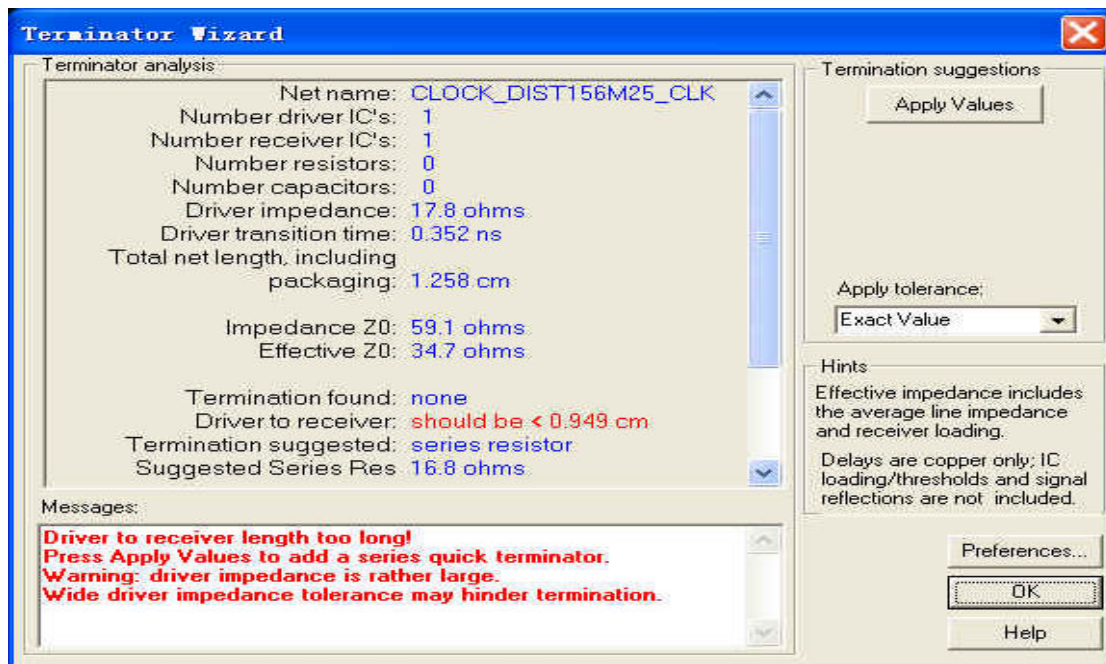 Terminator Wizard
Terminator analysis
Net name: CLOCK_DIST156M25_CLK
Number driver IC's: 1
Number receiver IC's: 1
Number resistors: 0
Number capacitors: 0
Driver impedance: 17.8 ohms
Driver transition time: 0.352 ns
Total net length, including
packaging: 1.258 cm
Impedance Z0: 59.1 ohms
Effective Z0: 34.7 ohms
Termination found: none
Driver to receiver: should be < 0.949 cm
Termination suggested: series resistor
Suggested Series Res 16.8 ohms
Messages:
Driver to receiver length too long!
Press Apply Values to add a series quick terminator.
Warning: driver impedance is rather large.
Wide driver impedance tolerance may hinder termination.
Termination suggestions
Apply Values
Apply tolerance:
Exact Value
Hints
Effective impedance includes
the average line impedance
and receiver loading.
Delays are copper only; IC
loading/thresholds and signal
reflections are not included.
Preferences...
OK
Help